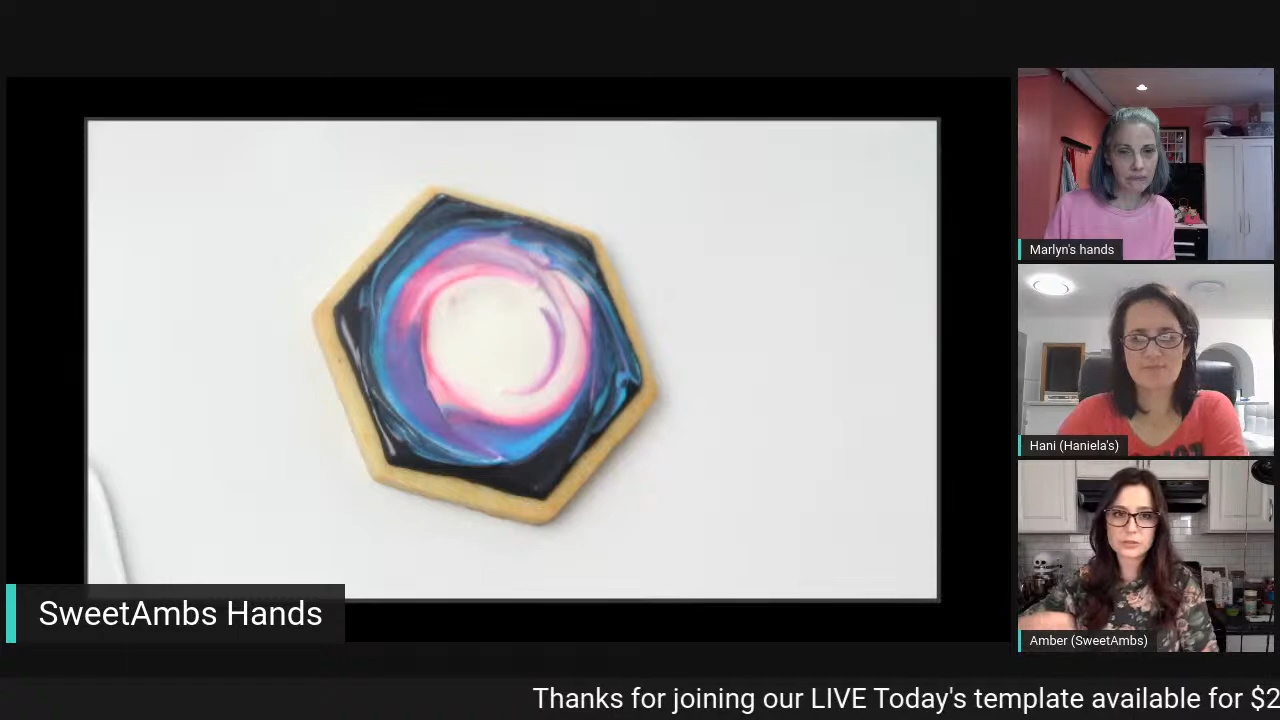 Marlyn's hands
Hani (Haniela's)
SweetAmbs Hands
Amber (SweetAmbs)
Thanks for joining our LIVE Today's template available for $2